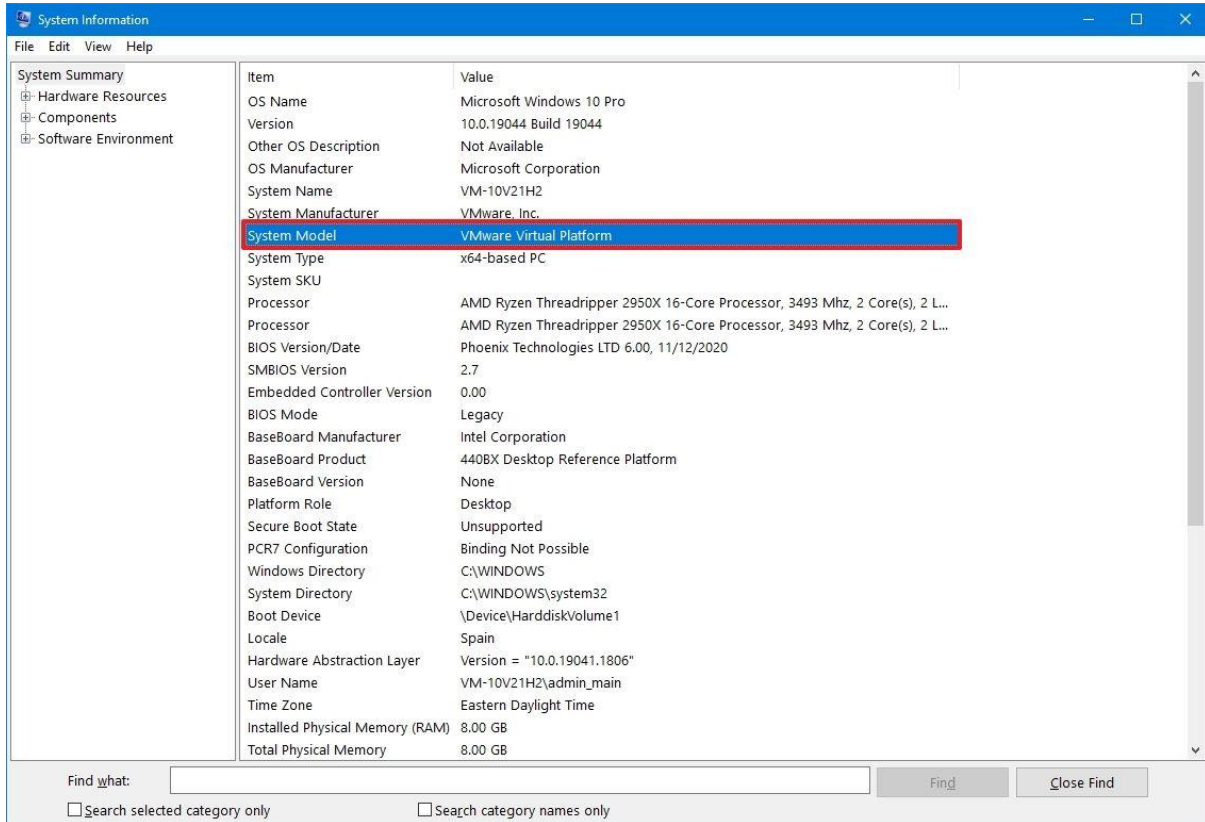 System Information
File Edit View Help
System Summary
Hardware Resources
Components
Software Environment
Item Value
OS Name Microsoft Windows 10 Pro
Version 10.0.19044 Build 19044
Other OS Description Not Available
OS Manufacturer Microsoft Corporation
System Name VM-10V21H2
System Manufacturer VMware, Inc.
System Model VMware Virtual Platform
System Type x64-based PC
System SKU
Processor AMD Ryzen Threadripper 2950X 16-Core Processor, 3493 Mhz, 2 Core(s), 2 L...
Processor AMD Ryzen Threadripper 2950X 16-Core Processor, 3493 Mhz, 2 Core(s), 2 L...
BIOS Version/Date Phoenix Technologies LTD 6.00, 11/12/2020
SMBIOS Version 2.7
Embedded Controller Version 0.00
BIOS Mode Legacy
BaseBoard Manufacturer Intel Corporation
BaseBoard Product 440BX Desktop Reference Platform
BaseBoard Version None
Platform Role Desktop
Secure Boot State Unsupported
PCR7 Configuration Binding Not Possible
Windows Directory C:\WINDOWS
System Directory C:\WINDOWS\system32
Boot Device \Device\HarddiskVolume1
Locale Spain
Hardware Abstraction Layer Version = "10.0.19041.1806"
User Name VM-10V21H2\admin_main
Time Zone Eastern Daylight Time
Installed Physical Memory (RAM) 8.00 GB
Total Physical Memory 8.00 GB
Find what: Find Close Find
Search selected category only Search category names only